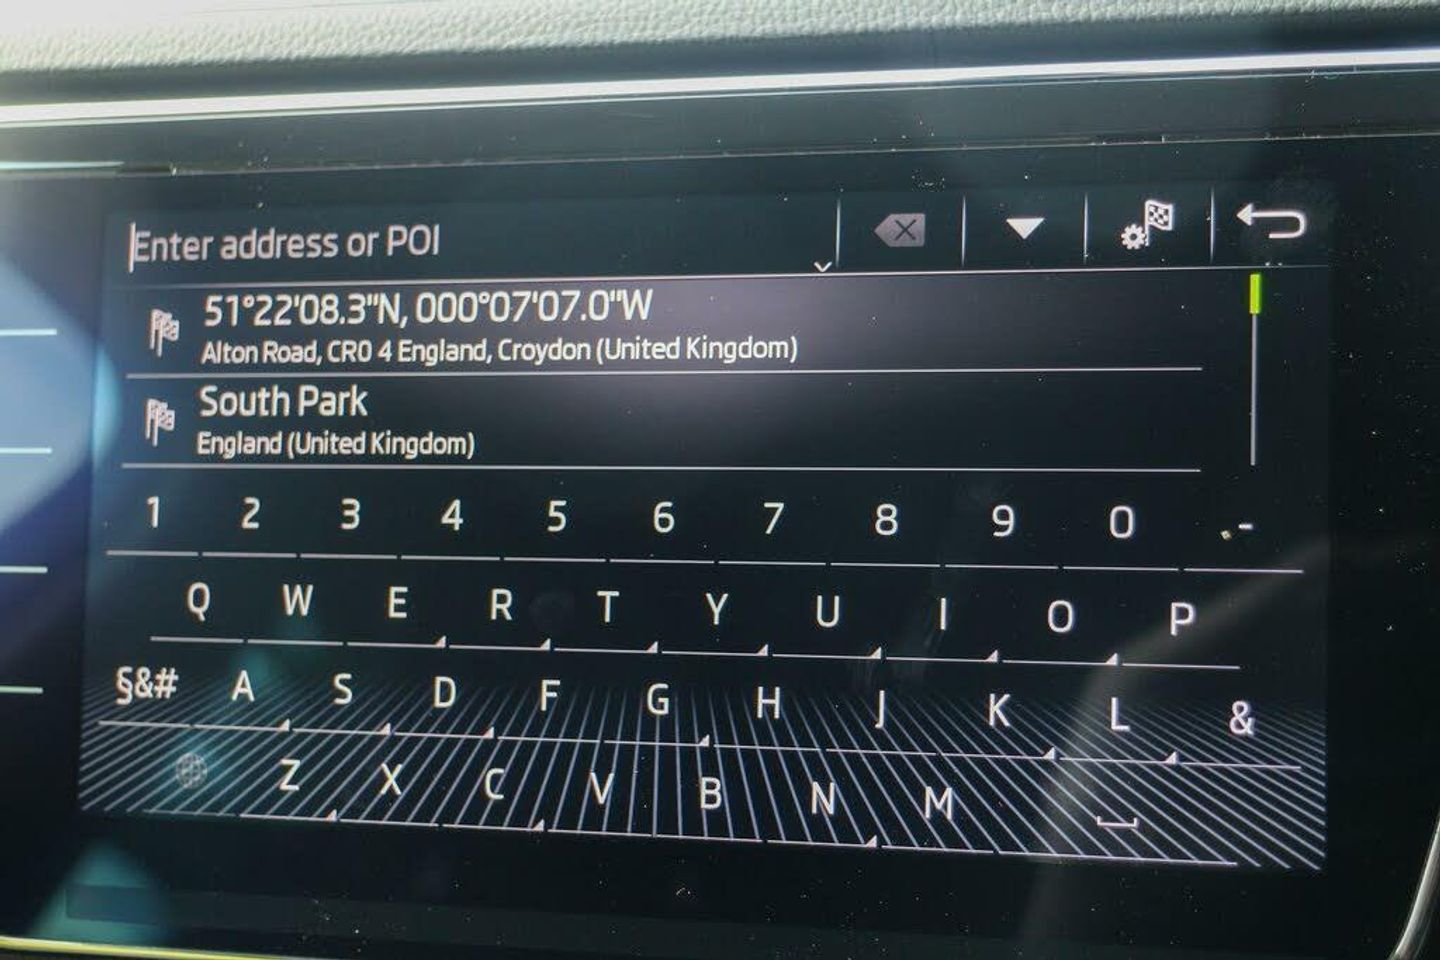 Enter address or POI
51°22'08.3"N, 000°07'07.0"W
Alton Road, CR0 4 England, Croydon (United Kingdom)
South Park
England (United Kingdom)
1 2 3 4 5 6 7 8 9 0 .-
Q W E R T Y U I O P
§&# A S D F G H J K L &
Z X C V B N M